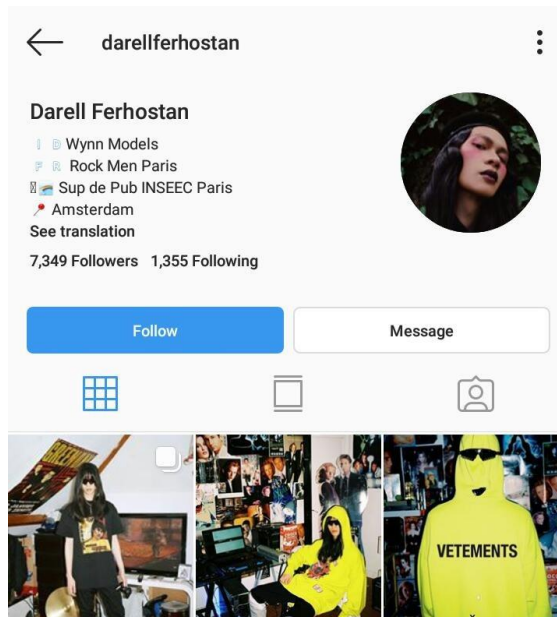 darellferhostan
Darell Ferhostan
I D Wynn Models
F R Rock Men Paris
Sup de Pub INSEEC Paris
Amsterdam
See translation
7,349 Followers 1,355 Following
Follow
Message
VETEMENTS